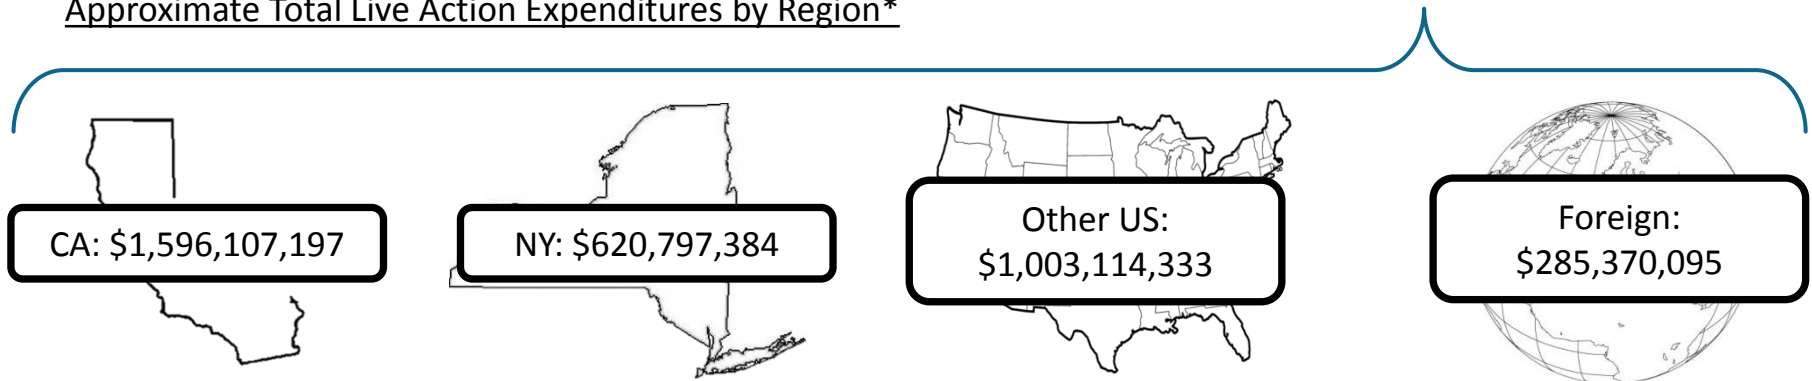 Approximate Total Live Action Expenditures by Region*
CA: $1,596,107,197
NY: $620,797,384
Other US:
$1,003,114,333
Foreign:
$285,370,095